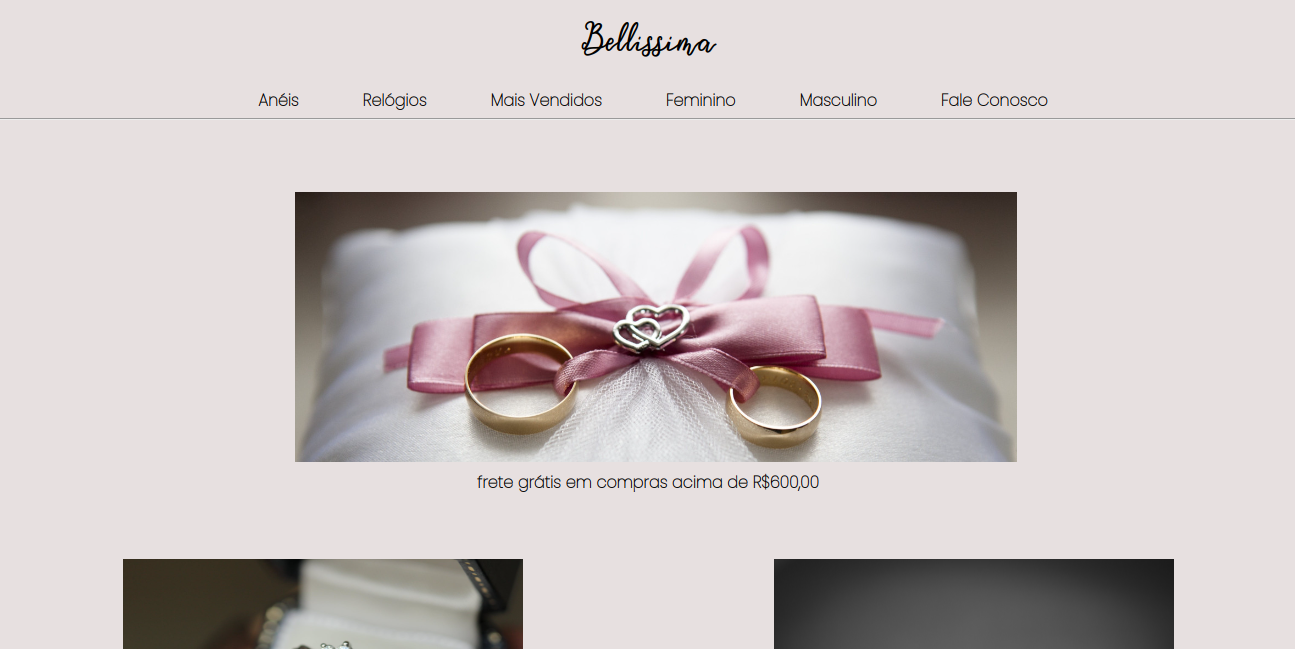 Bellissima
Anéis Relógios Mais Vendidos Feminino Masculino Fale Conosco
frete grátis em compras acima de R$600,00